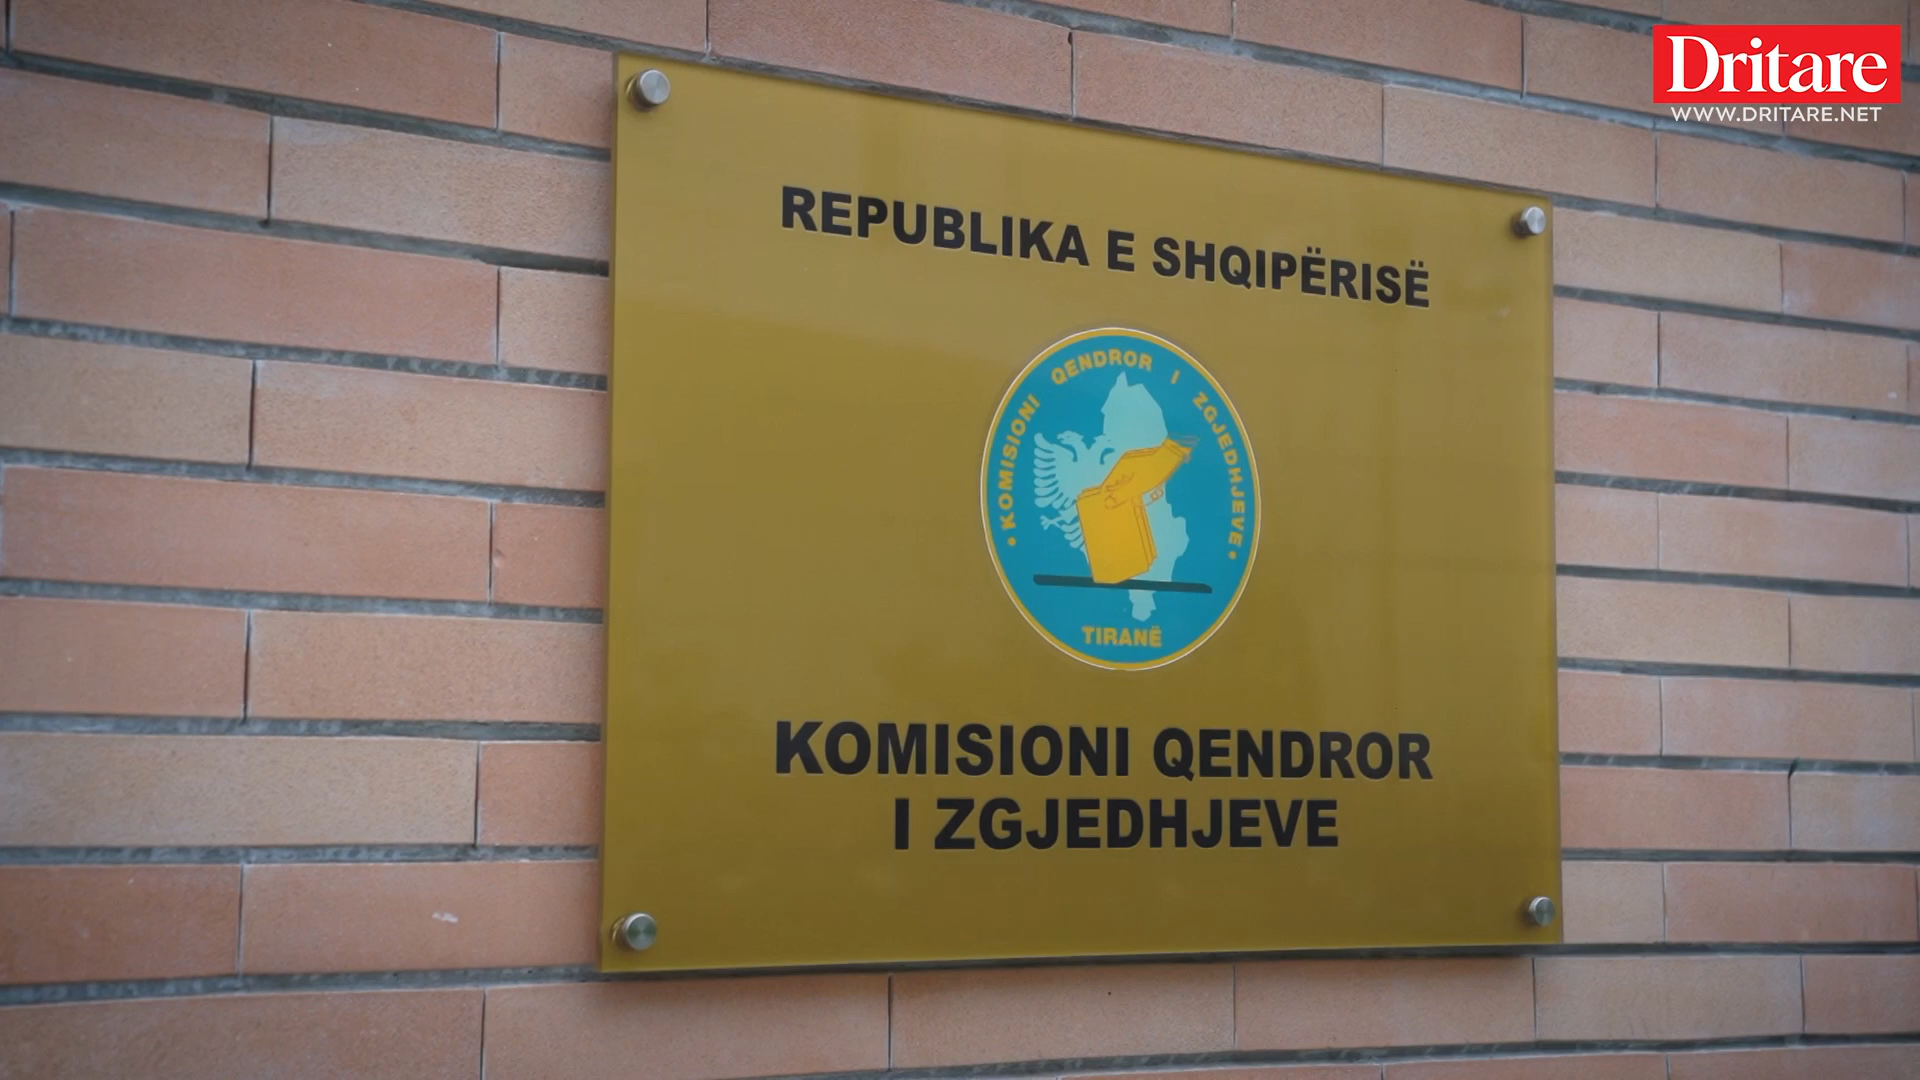 Dritare
WWW.DRITARE.NET
REPUBLIKA E SHQIPËRISË
• KOMISIONI QENDROR I ZGJEDHJEVE •
TIRANË
KOMISIONI QENDROR
I ZGJEDHJEVE